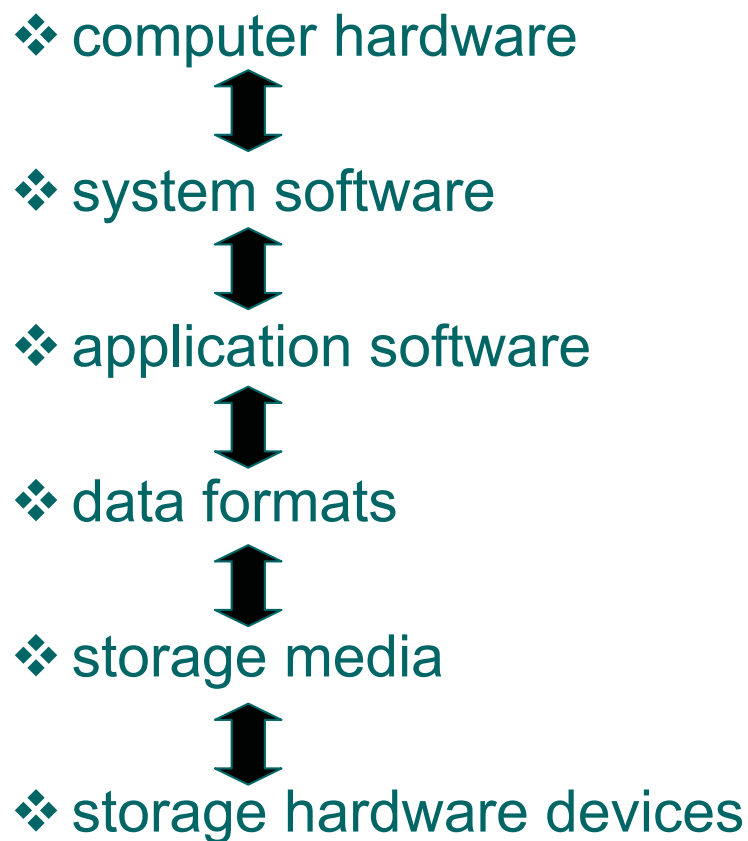 ❖ computer hardware
❖ system software
❖ application software
❖ data formats
❖ storage media
❖ storage hardware devices